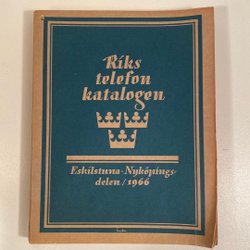 Riks
telefon
katalogen
Eskilstuna-Nyköpings-
delen/1966